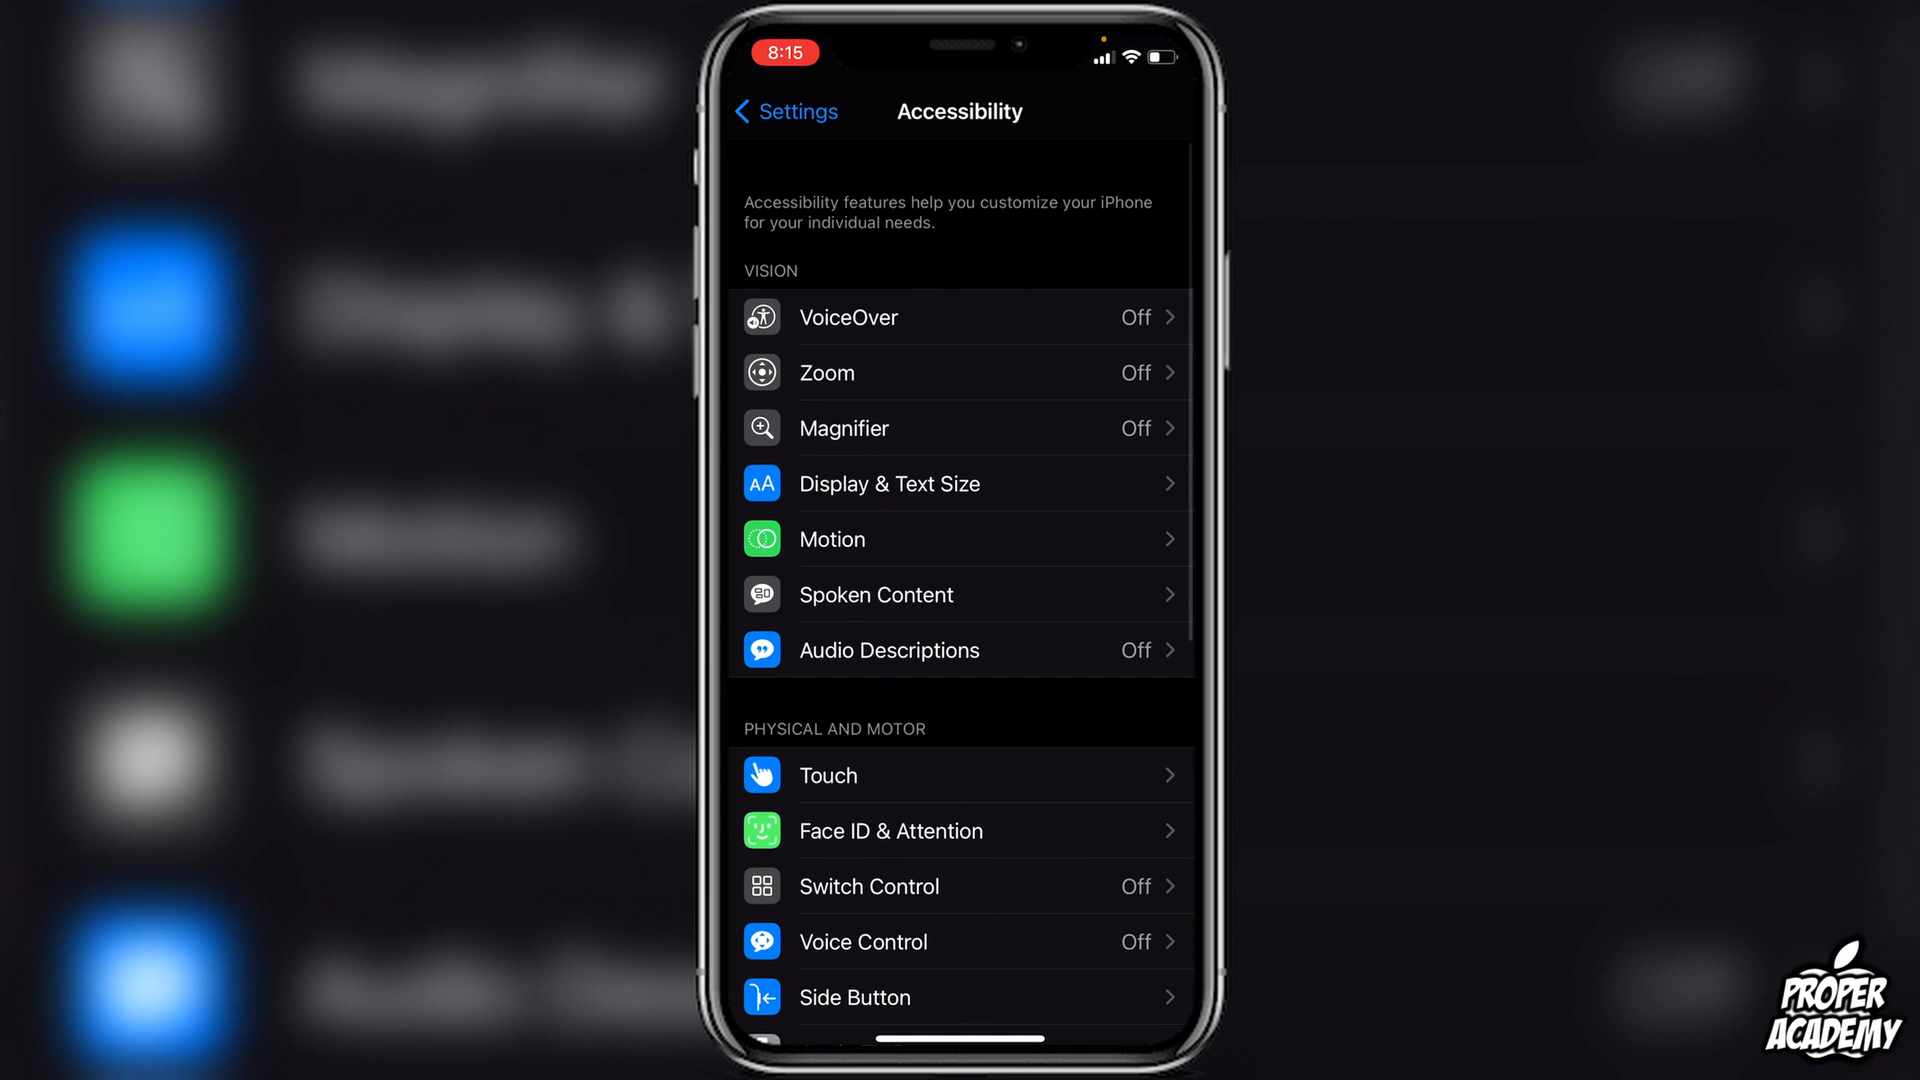 8:15
Settings
Accessibility
Accessibility features help you customize your iPhone
for your individual needs.
VISION
VoiceOver Off
Zoom Off
Magnifier Off
AA Display & Text Size
Motion
Spoken Content
Audio Descriptions Off
PHYSICAL AND MOTOR
Touch
Face ID & Attention
Switch Control Off
Voice Control Off
Side Button
PROPER
ACADEMY